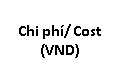 Chi phí/ Cost
(VND)